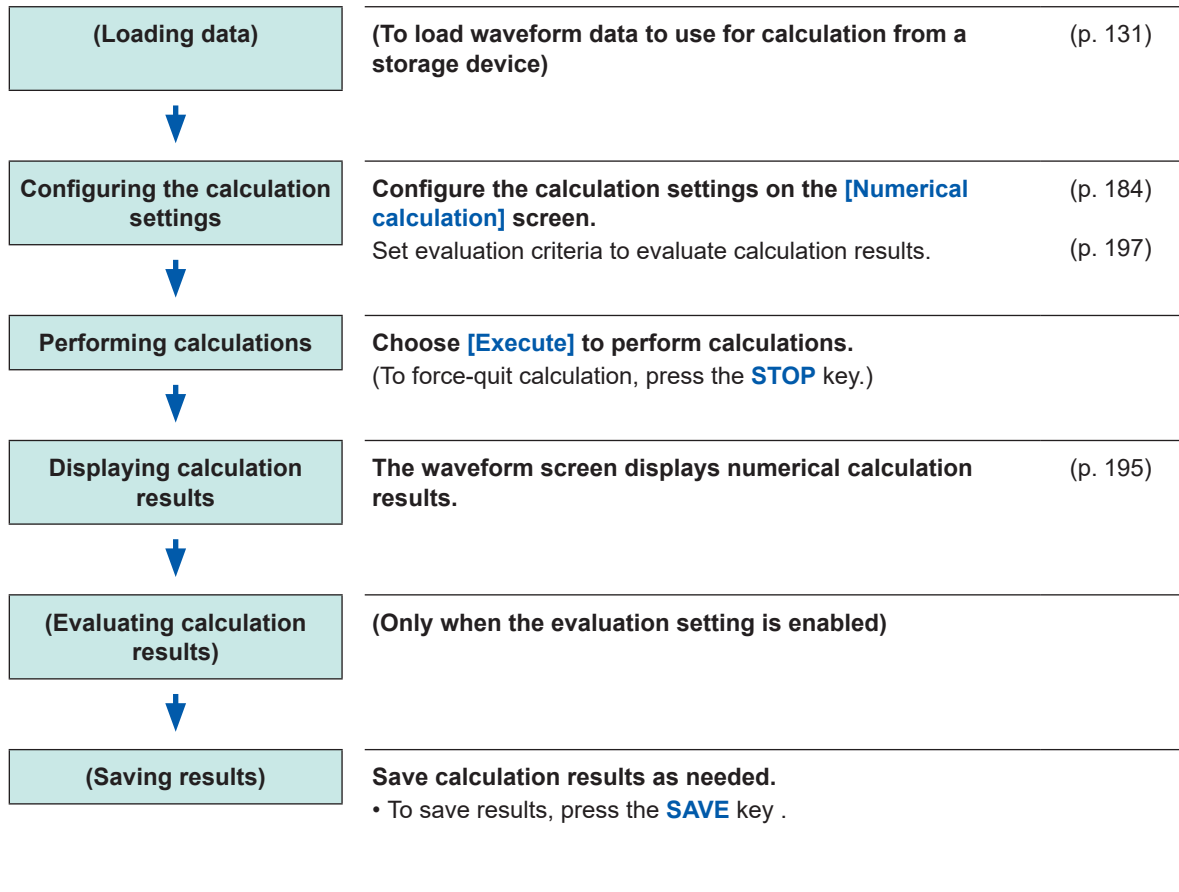 (Loading data)
(To load waveform data to use for calculation from a
storage device)
(p. 131)
Configuring the calculation
settings
Configure the calculation settings on the [Numerical
calculation] screen.
(p. 184)
Set evaluation criteria to evaluate calculation results.
(p. 197)
Performing calculations
Choose [Execute] to perform calculations.
(To force-quit calculation, press the STOP key.)
Displaying calculation
results
The waveform screen displays numerical calculation
results.
(p. 195)
(Evaluating calculation
results)
(Only when the evaluation setting is enabled)
(Saving results)
Save calculation results as needed.
• To save results, press the SAVE key .